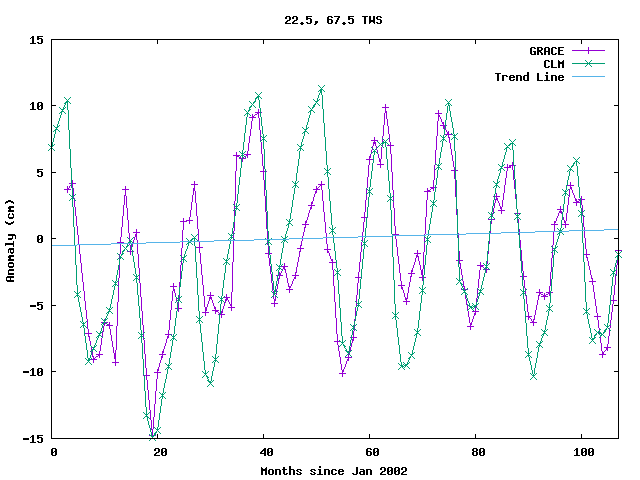 22.5, 67.5 TWS
GRACE
CLM
Trend Line
15
10
5
0
-5
-10
-15
Anomaly (cm)
0 20 40 60 80 100
Months since Jan 2002